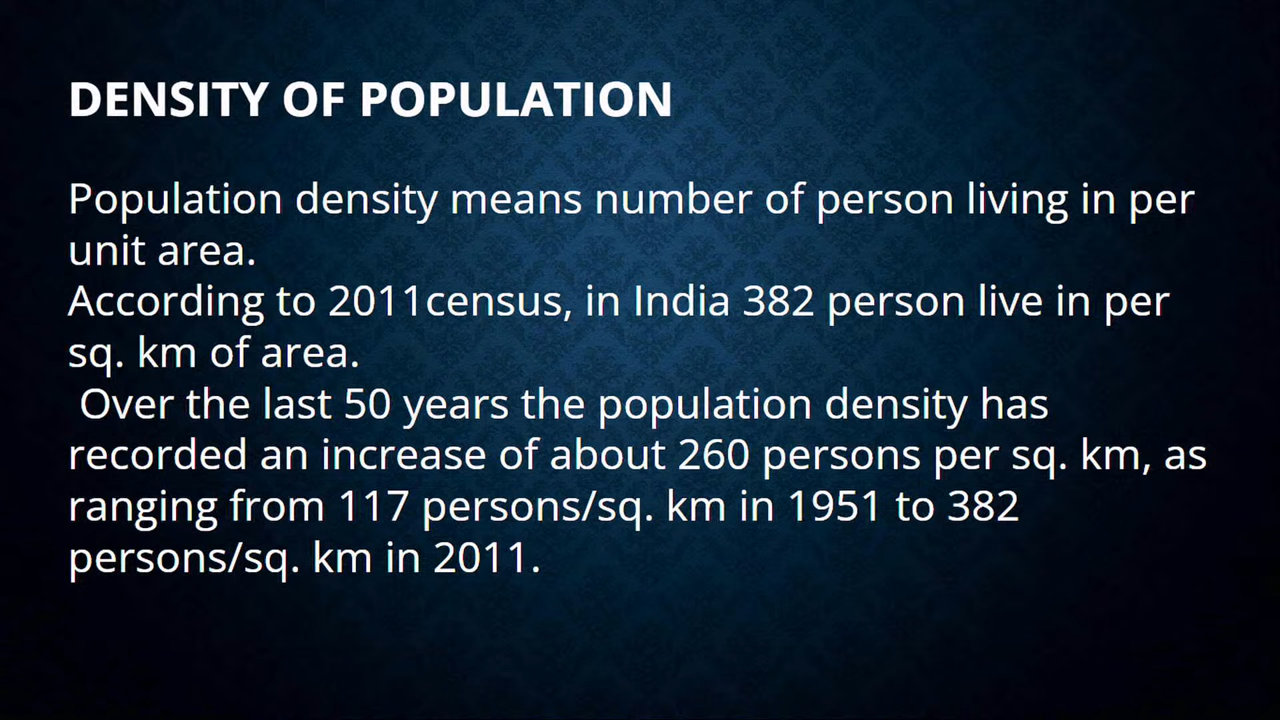 DENSITY OF POPULATION
Population density means number of person living in per
unit area.
According to 2011census, in India 382 person live in per
sq. km of area.
Over the last 50 years the population density has
recorded an increase of about 260 persons per sq. km, as
ranging from 117 persons/sq. km in 1951 to 382
persons/sq. km in 2011.